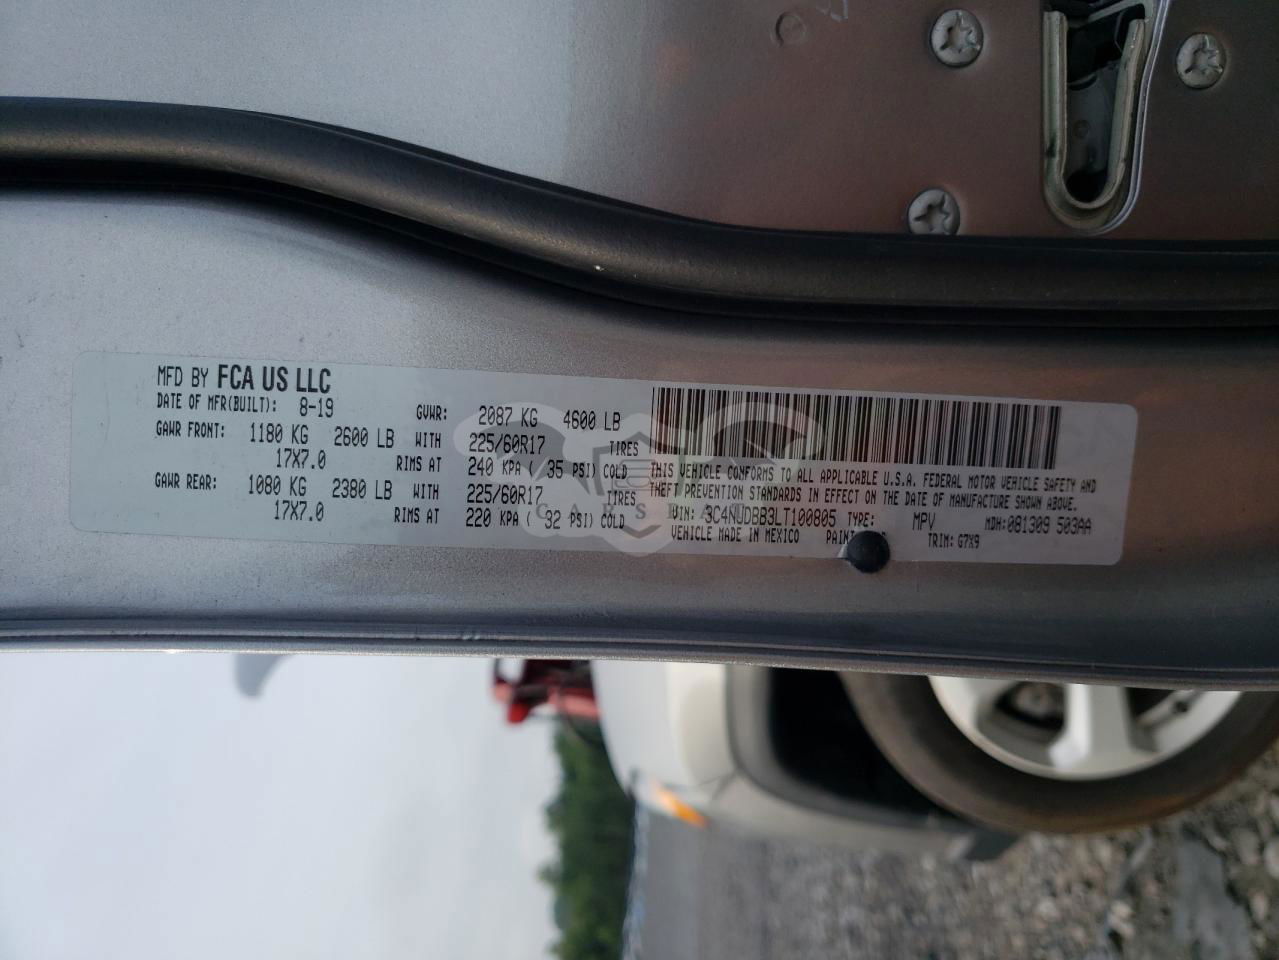 MFD BY FCA US LLC
DATE OF MFR(BUILT): 8-19 GVWR: 2087 KG 4600 LB
GAWR FRONT: 1180 KG 2600 LB WITH 225/60R17 TIRES
17X7.0 RIMS AT 240 KPA ( 35 PSI) COLD
GAWR REAR: 1080 KG 2380 LB WITH 225/60R17 TIRES
17X7.0 RIMS AT 220 KPA ( 32 PSI) COLD
THIS VEHICLE CONFORMS TO ALL APPLICABLE U.S.A. FEDERAL MOTOR VEHICLE SAFETY AND
THEFT PREVENTION STANDARDS IN EFFECT ON THE DATE OF MANUFACTURE SHOWN ABOVE.
VIN: 3C4NJDBB3LT100805 TYPE: MPV MDH: 081309 503AA
VEHICLE MADE IN MEXICO TRIM: G7X9